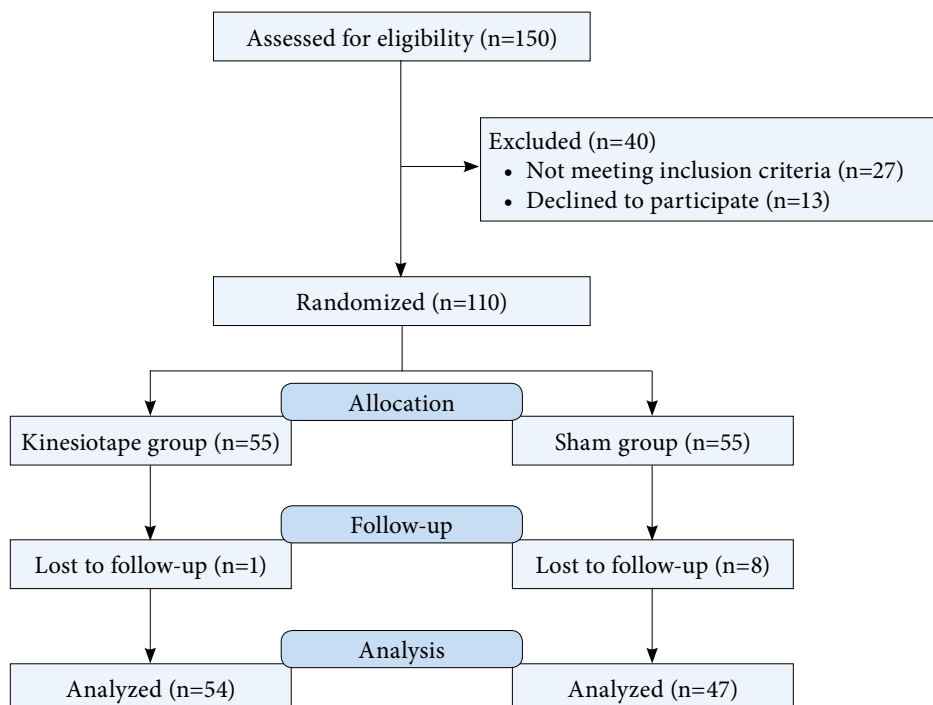 Assessed for eligibility (n=150)
Excluded (n=40)
• Not meeting inclusion criteria (n=27)
• Declined to participate (n=13)
Randomized (n=110)
Allocation
Kinesiotape group (n=55)
Sham group (n=55)
Follow-up
Lost to follow-up (n=1)
Lost to follow-up (n=8)
Analysis
Analyzed (n=54)
Analyzed (n=47)